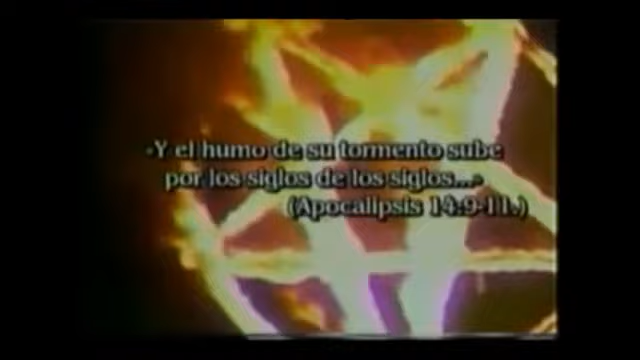 «Y el humo de su tormento sube
por los siglos de los siglos...»
(Apocalipsis 14:9-11.)